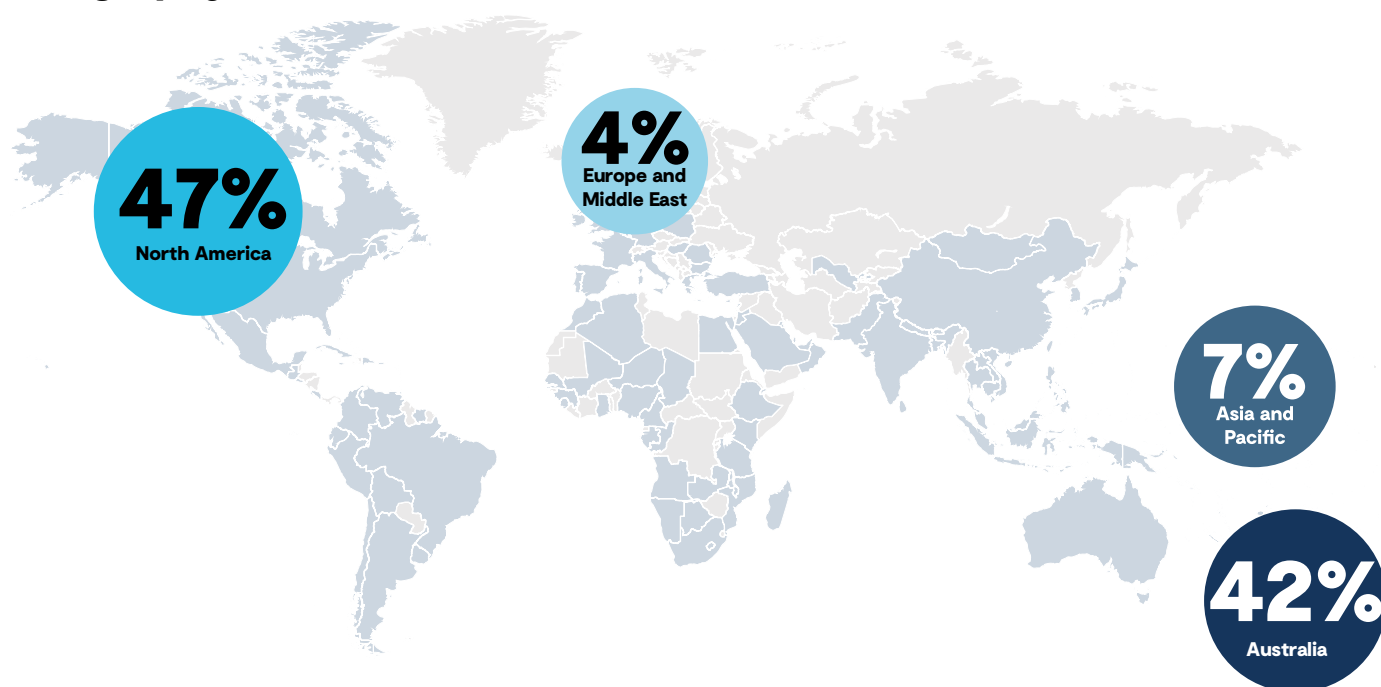 47%
North America
4%
Europe and
Middle East
7%
Asia and
Pacific
42%
Australia